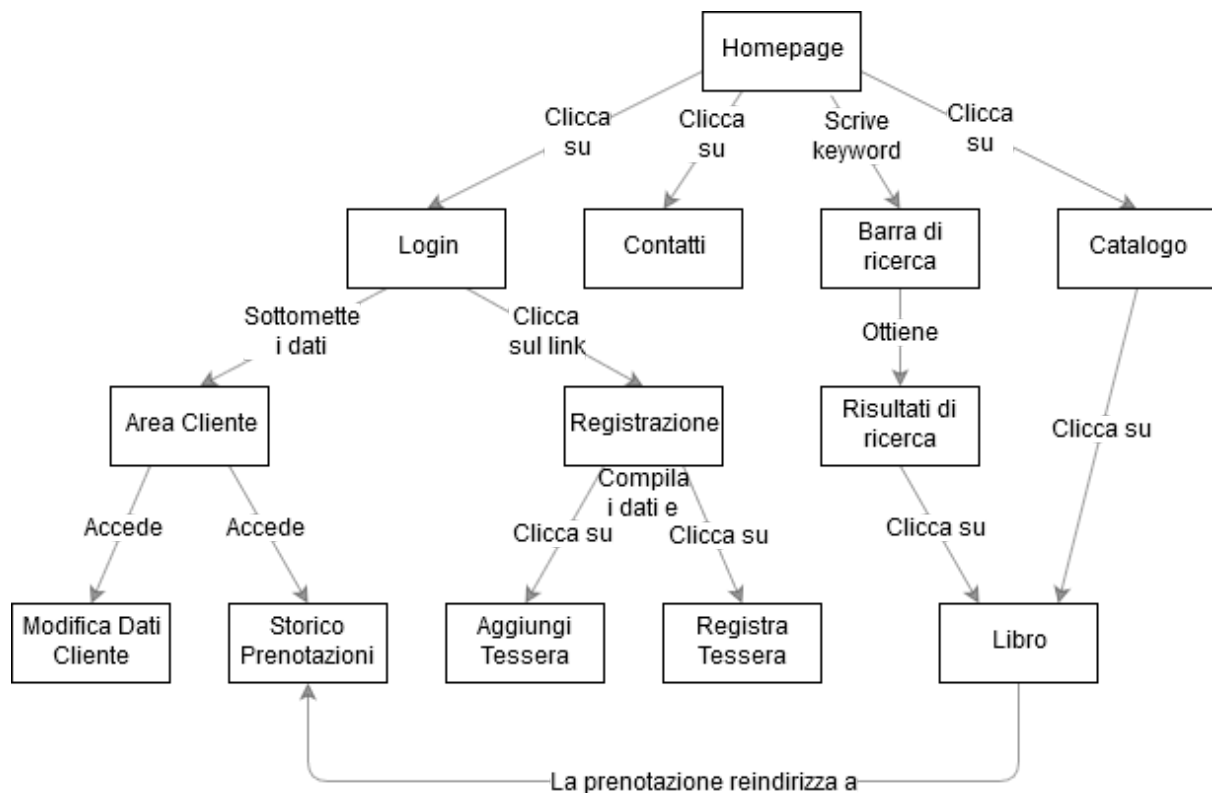 Homepage
Clicca
su
Clicca
su
Scrive
keyword
Clicca
su
Login
Contatti
Barra di
ricerca
Catalogo
Sottomette
i dati
Clicca
sul link
Ottiene
Area Cliente
Registrazione
Risultati di
ricerca
Clicca su
Compila
i dati e
Accede
Accede
Clicca su
Clicca su
Clicca su
Modifica Dati
Cliente
Storico
Prenotazioni
Aggiungi
Tessera
Registra
Tessera
Libro
La prenotazione reindirizza a